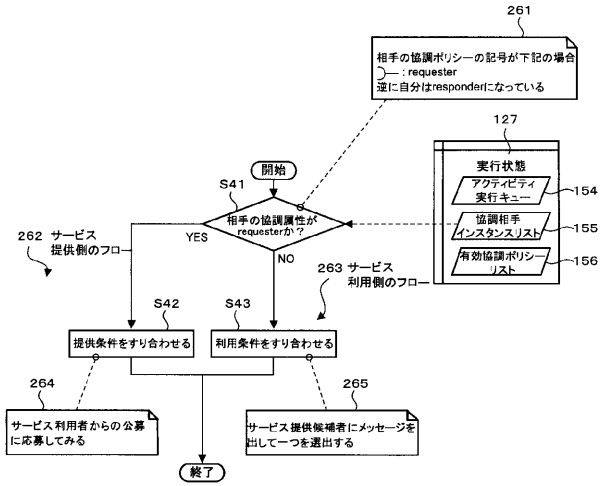 261
相手の協調ポリシーの記号が下記の場合
: requester
逆に自分はresponderになっている
127
実行状態
アクティビティ
実行キュー
154
協調相手
インスタンスリスト
155
有効協調ポリシー
リスト
156
開始
S41
相手の協調属性が
requesterか?
YES
NO
262
サービス
提供側のフロー
263
サービス
利用側のフロー
S42
提供条件をすり合わせる
S43
利用条件をすり合わせる
264
サービス利用者からの公募
に応募してみる
265
サービス提供候補者にメッセージを
出して一つを選出する
終了